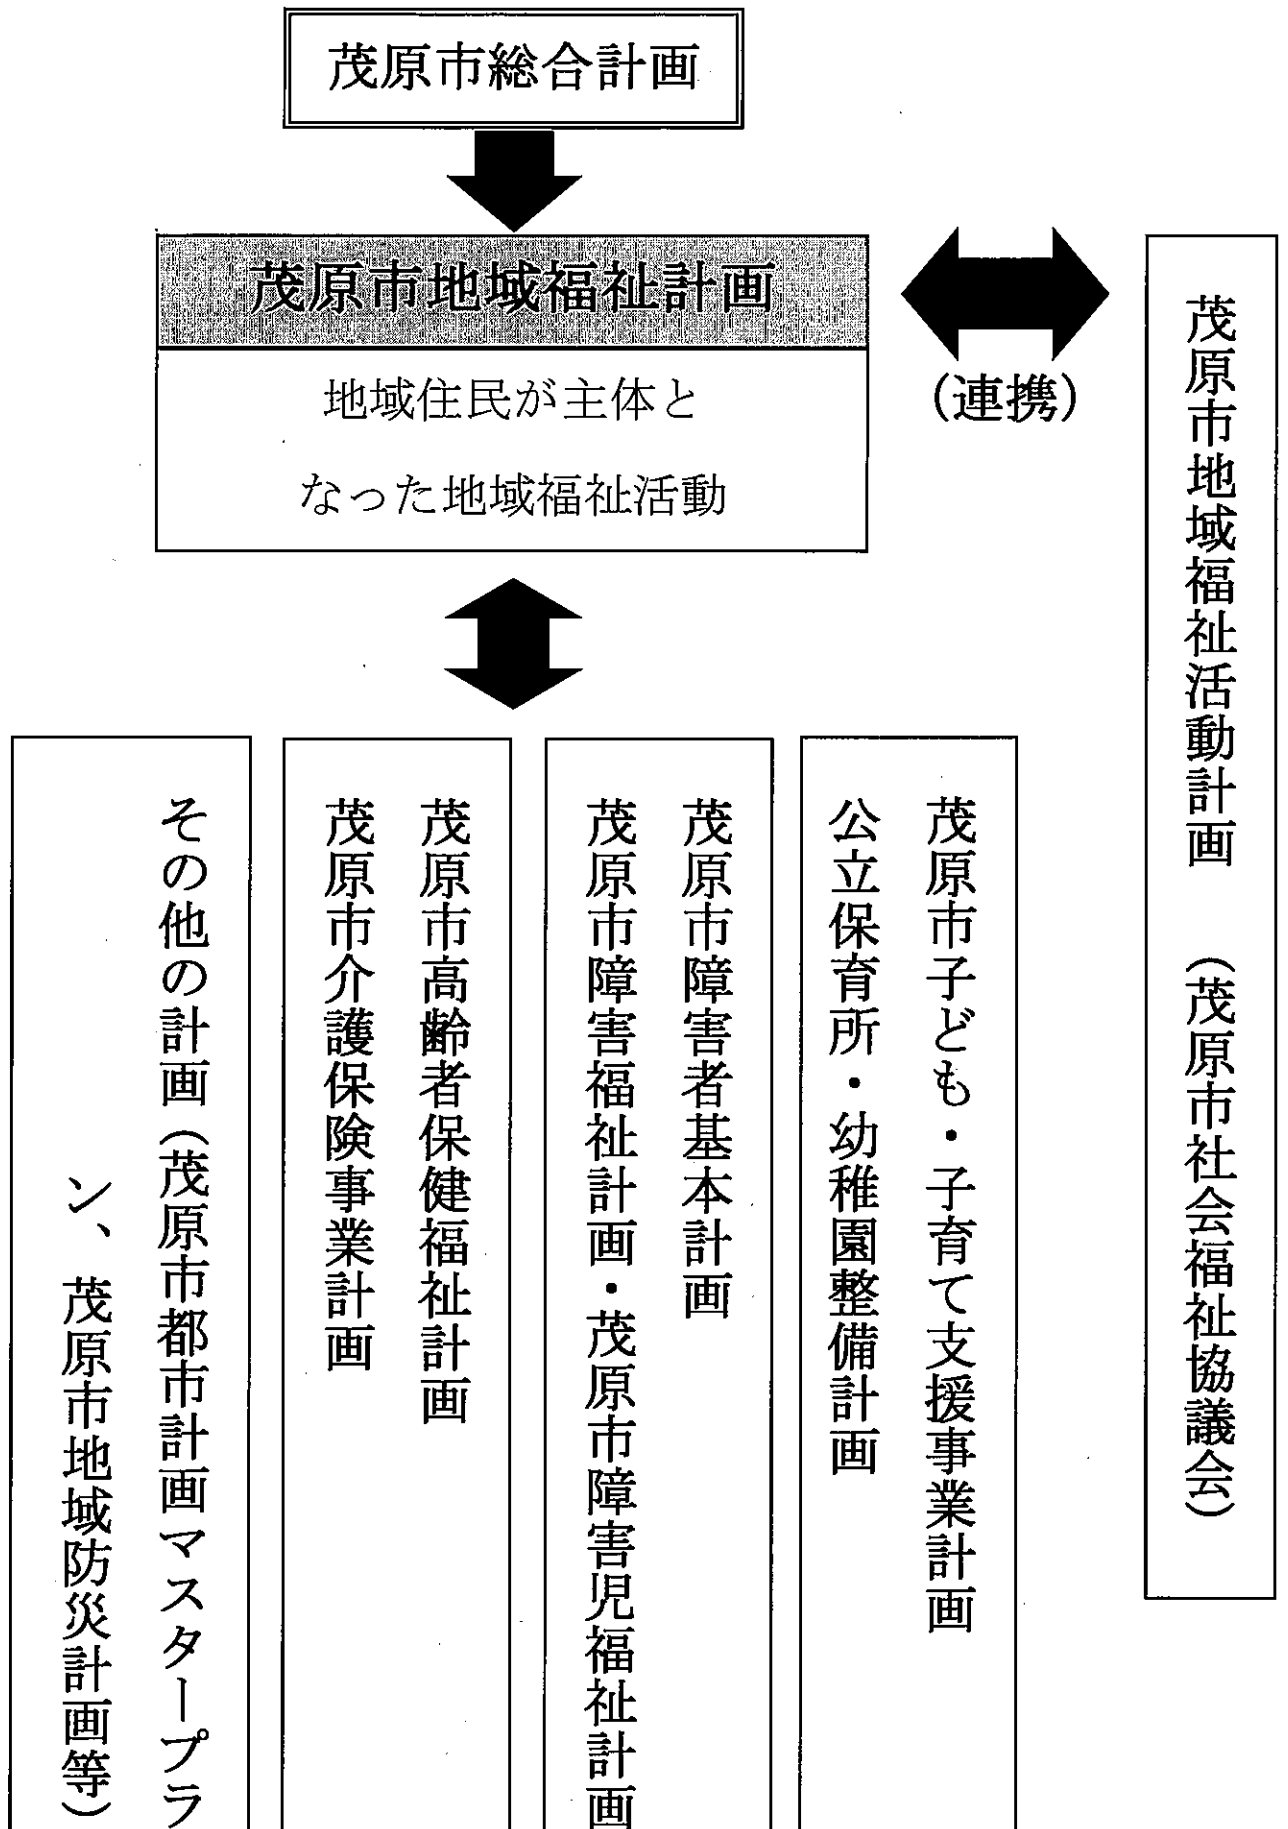 茂原市総合計画
茂原市地域福祉計画
地域住民が主体と
なった地域福祉活動
(連携)
茂原市地域福祉活動計画 (茂原市社会福祉協議会)
茂原市子ども・子育て支援事業計画
公立保育所・幼稚園整備計画
茂原市障害者基本計画
茂原市障害福祉計画・茂原市障害児福祉計画
茂原市高齢者保健福祉計画
茂原市介護保険事業計画
その他の計画(茂原市都市計画マスタープラ
ン、茂原市地域防災計画等)